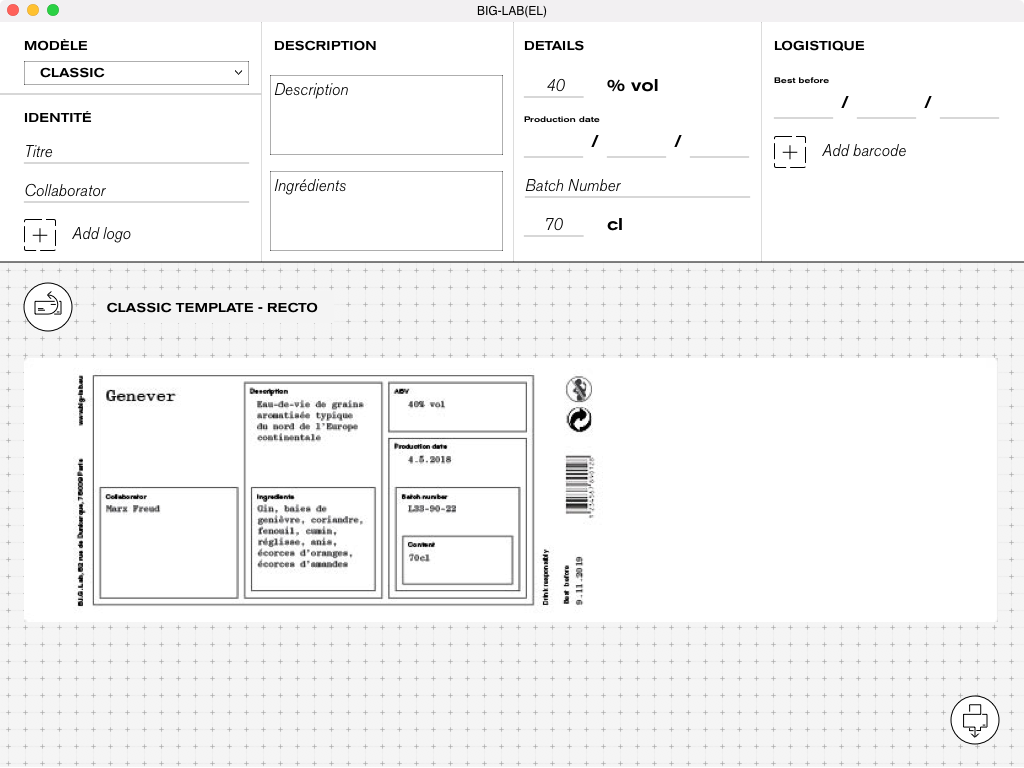 BIG-LAB(EL)
MODÈLE
CLASSIC
IDENTITÉ
Titre
Collaborator
Add logo
DESCRIPTION
Description
Ingrédients
DETAILS
40 % vol
Production date
/ /
Batch Number
70 cl
LOGISTIQUE
Best before
/ /
Add barcode
CLASSIC TEMPLATE - RECTO
www.big-lab.eu
B.I.G. Lab, 52 rue de Dunkerque, 75009 Paris
Genever
Collaborator
Marx Freud
Description
Eau-de-vie de grains
aromatisée typique
du nord de l'Europe
continentale
Ingredients
Gin, baies de
genièvre, coriandre,
fenouil, cumin,
réglisse, anis,
écorces d'oranges,
écorces d'amandes
ABV
40% vol
Production date
4.5.2018
Batch number
L33-90-22
Content
70cl
Drink responsibly
Best before
9.11.2019